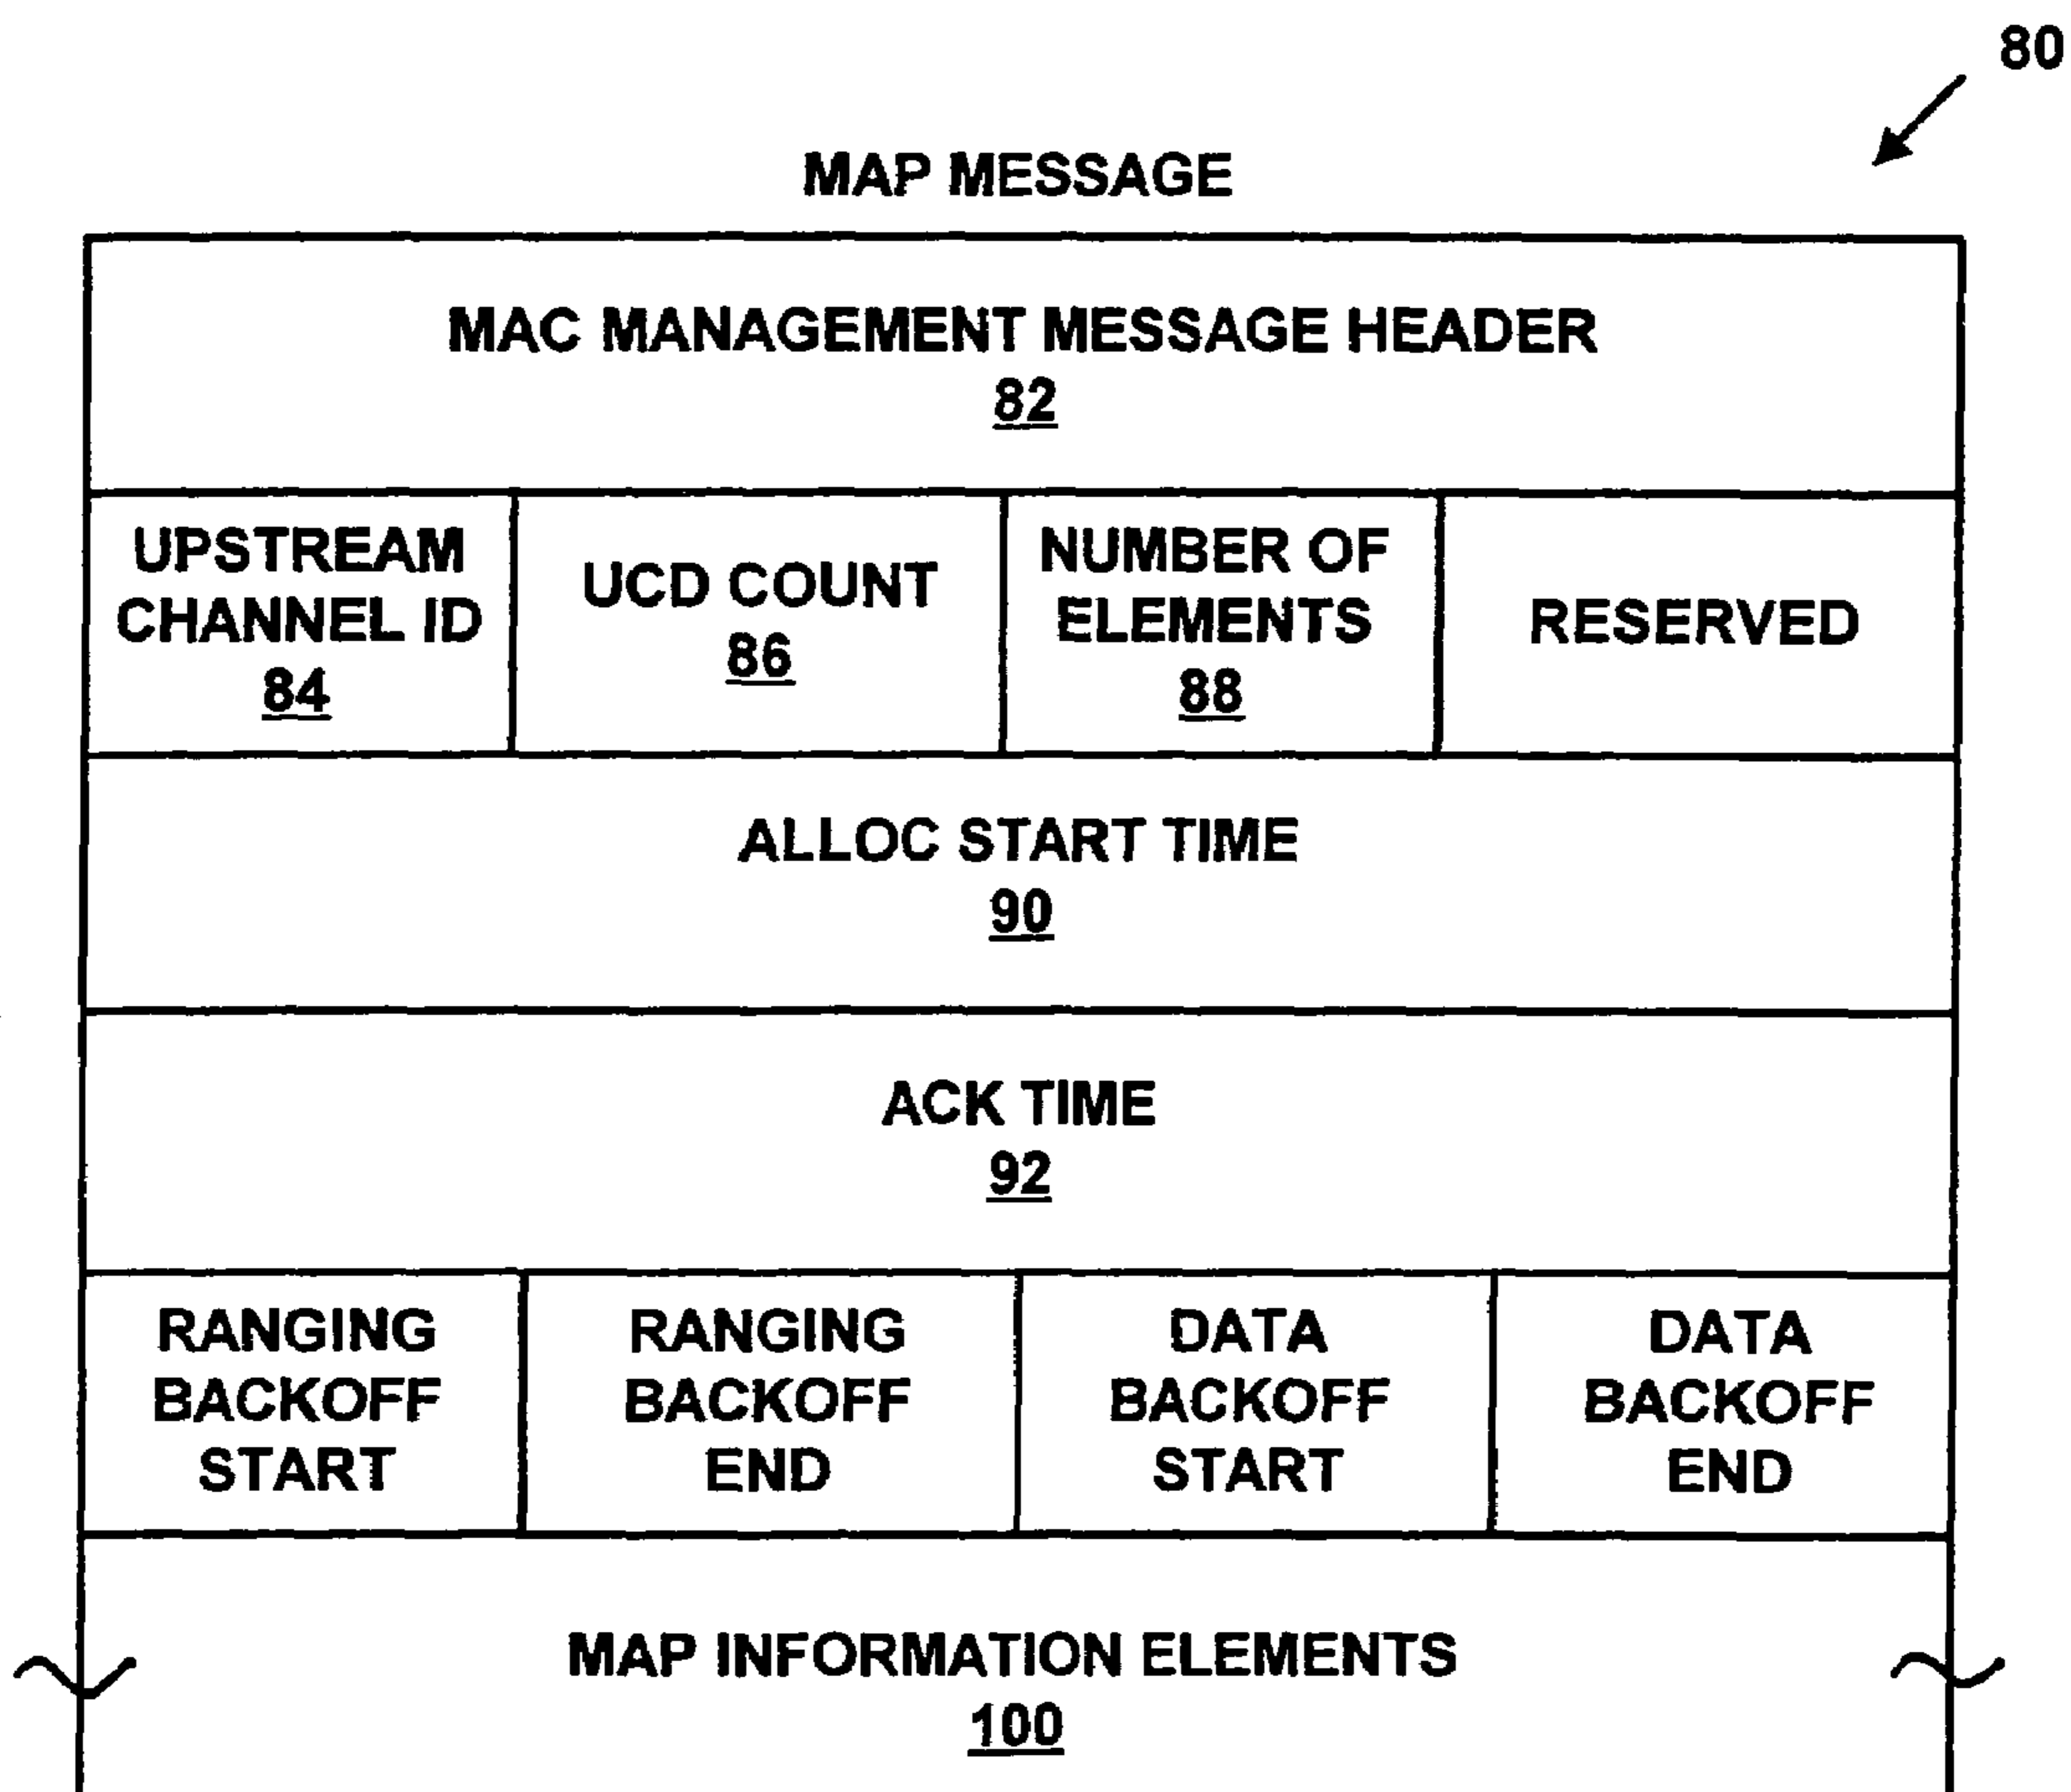 80
MAP MESSAGE
MAC MANAGEMENT MESSAGE HEADER
82
UPSTREAM
CHANNEL ID
84
UCD COUNT
86
NUMBER OF
ELEMENTS
88
RESERVED
ALLOC START TIME
90
ACK TIME
92
RANGING
BACKOFF
START
RANGING
BACKOFF
END
DATA
BACKOFF
START
DATA
BACKOFF
END
MAP INFORMATION ELEMENTS
100